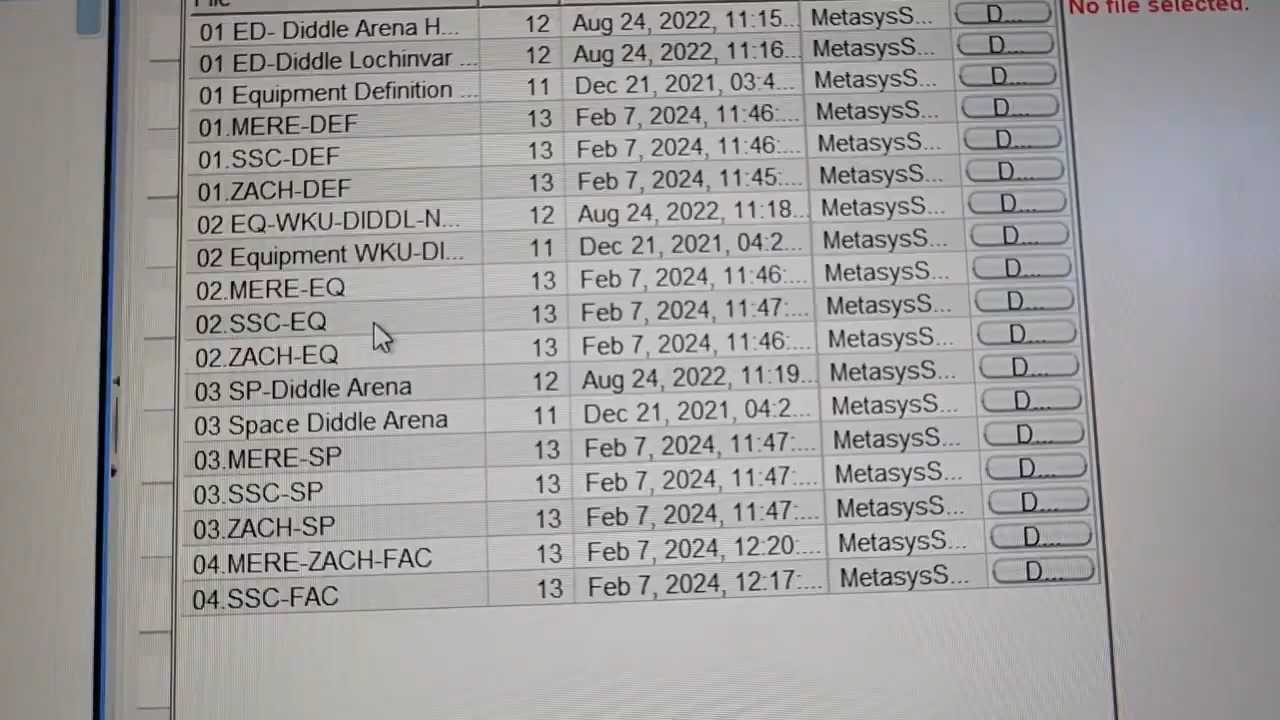 File
No file selected.
01 ED- Diddle Arena H... 12 Aug 24, 2022, 11:15... MetasysS... D...
01 ED-Diddle Lochinvar ... 12 Aug 24, 2022, 11:16... MetasysS... D...
01 Equipment Definition ... 11 Dec 21, 2021, 03:4... MetasysS... D...
01.MERE-DEF 13 Feb 7, 2024, 11:46:... MetasysS... D...
01.SSC-DEF 13 Feb 7, 2024, 11:46:... MetasysS... D...
01.ZACH-DEF 13 Feb 7, 2024, 11:45:... MetasysS... D...
02 EQ-WKU-DIDDL-N... 12 Aug 24, 2022, 11:18... MetasysS... D...
02 Equipment WKU-DI... 11 Dec 21, 2021, 04:2... MetasysS... D...
02.MERE-EQ 13 Feb 7, 2024, 11:46:... MetasysS... D...
02.SSC-EQ 13 Feb 7, 2024, 11:47:... MetasysS... D...
02.ZACH-EQ 13 Feb 7, 2024, 11:46:... MetasysS... D...
03 SP-Diddle Arena 12 Aug 24, 2022, 11:19... MetasysS... D...
03 Space Diddle Arena 11 Dec 21, 2021, 04:2... MetasysS... D...
03.MERE-SP 13 Feb 7, 2024, 11:47:... MetasysS... D...
03.SSC-SP 13 Feb 7, 2024, 11:47:... MetasysS... D...
03.ZACH-SP 13 Feb 7, 2024, 11:47:... MetasysS... D...
04.MERE-ZACH-FAC 13 Feb 7, 2024, 12:20:... MetasysS... D...
04.SSC-FAC 13 Feb 7, 2024, 12:17:... MetasysS... D...